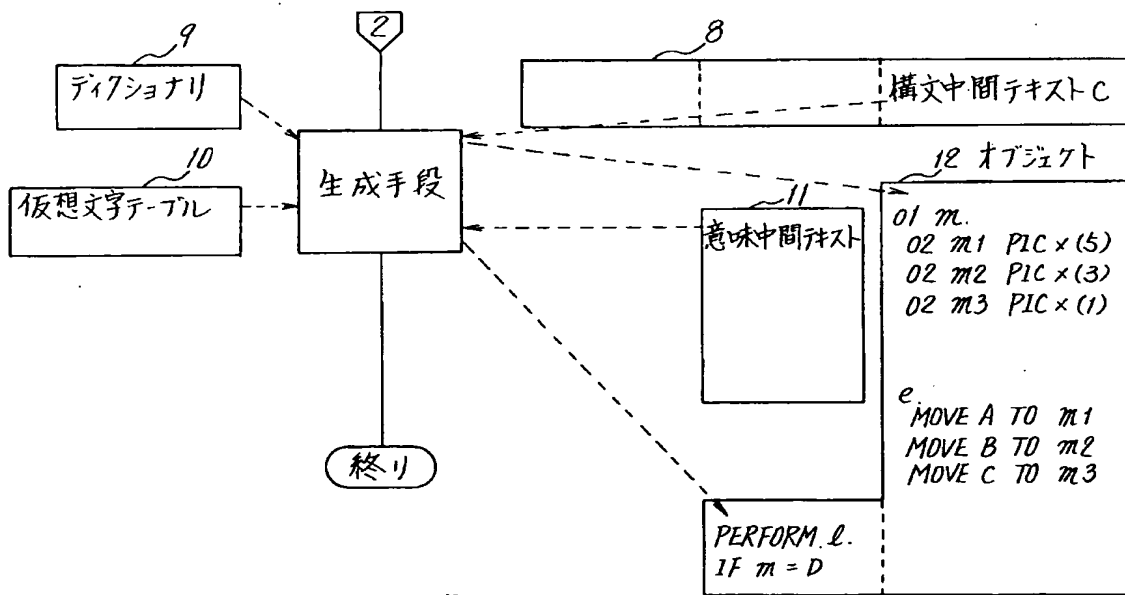 2
9
ディクショナリ
10
仮想文字テーブル
生成手段
終り
8
構文中間テキストC
11
意味中間テキスト
12 オブジェクト
01 m.
02 m1 PIC×(5)
02 m2 PIC×(3)
02 m3 PIC×(1)
e.
MOVE A TO m1
MOVE B TO m2
MOVE C TO m3
PERFORM.l.
IF m = D